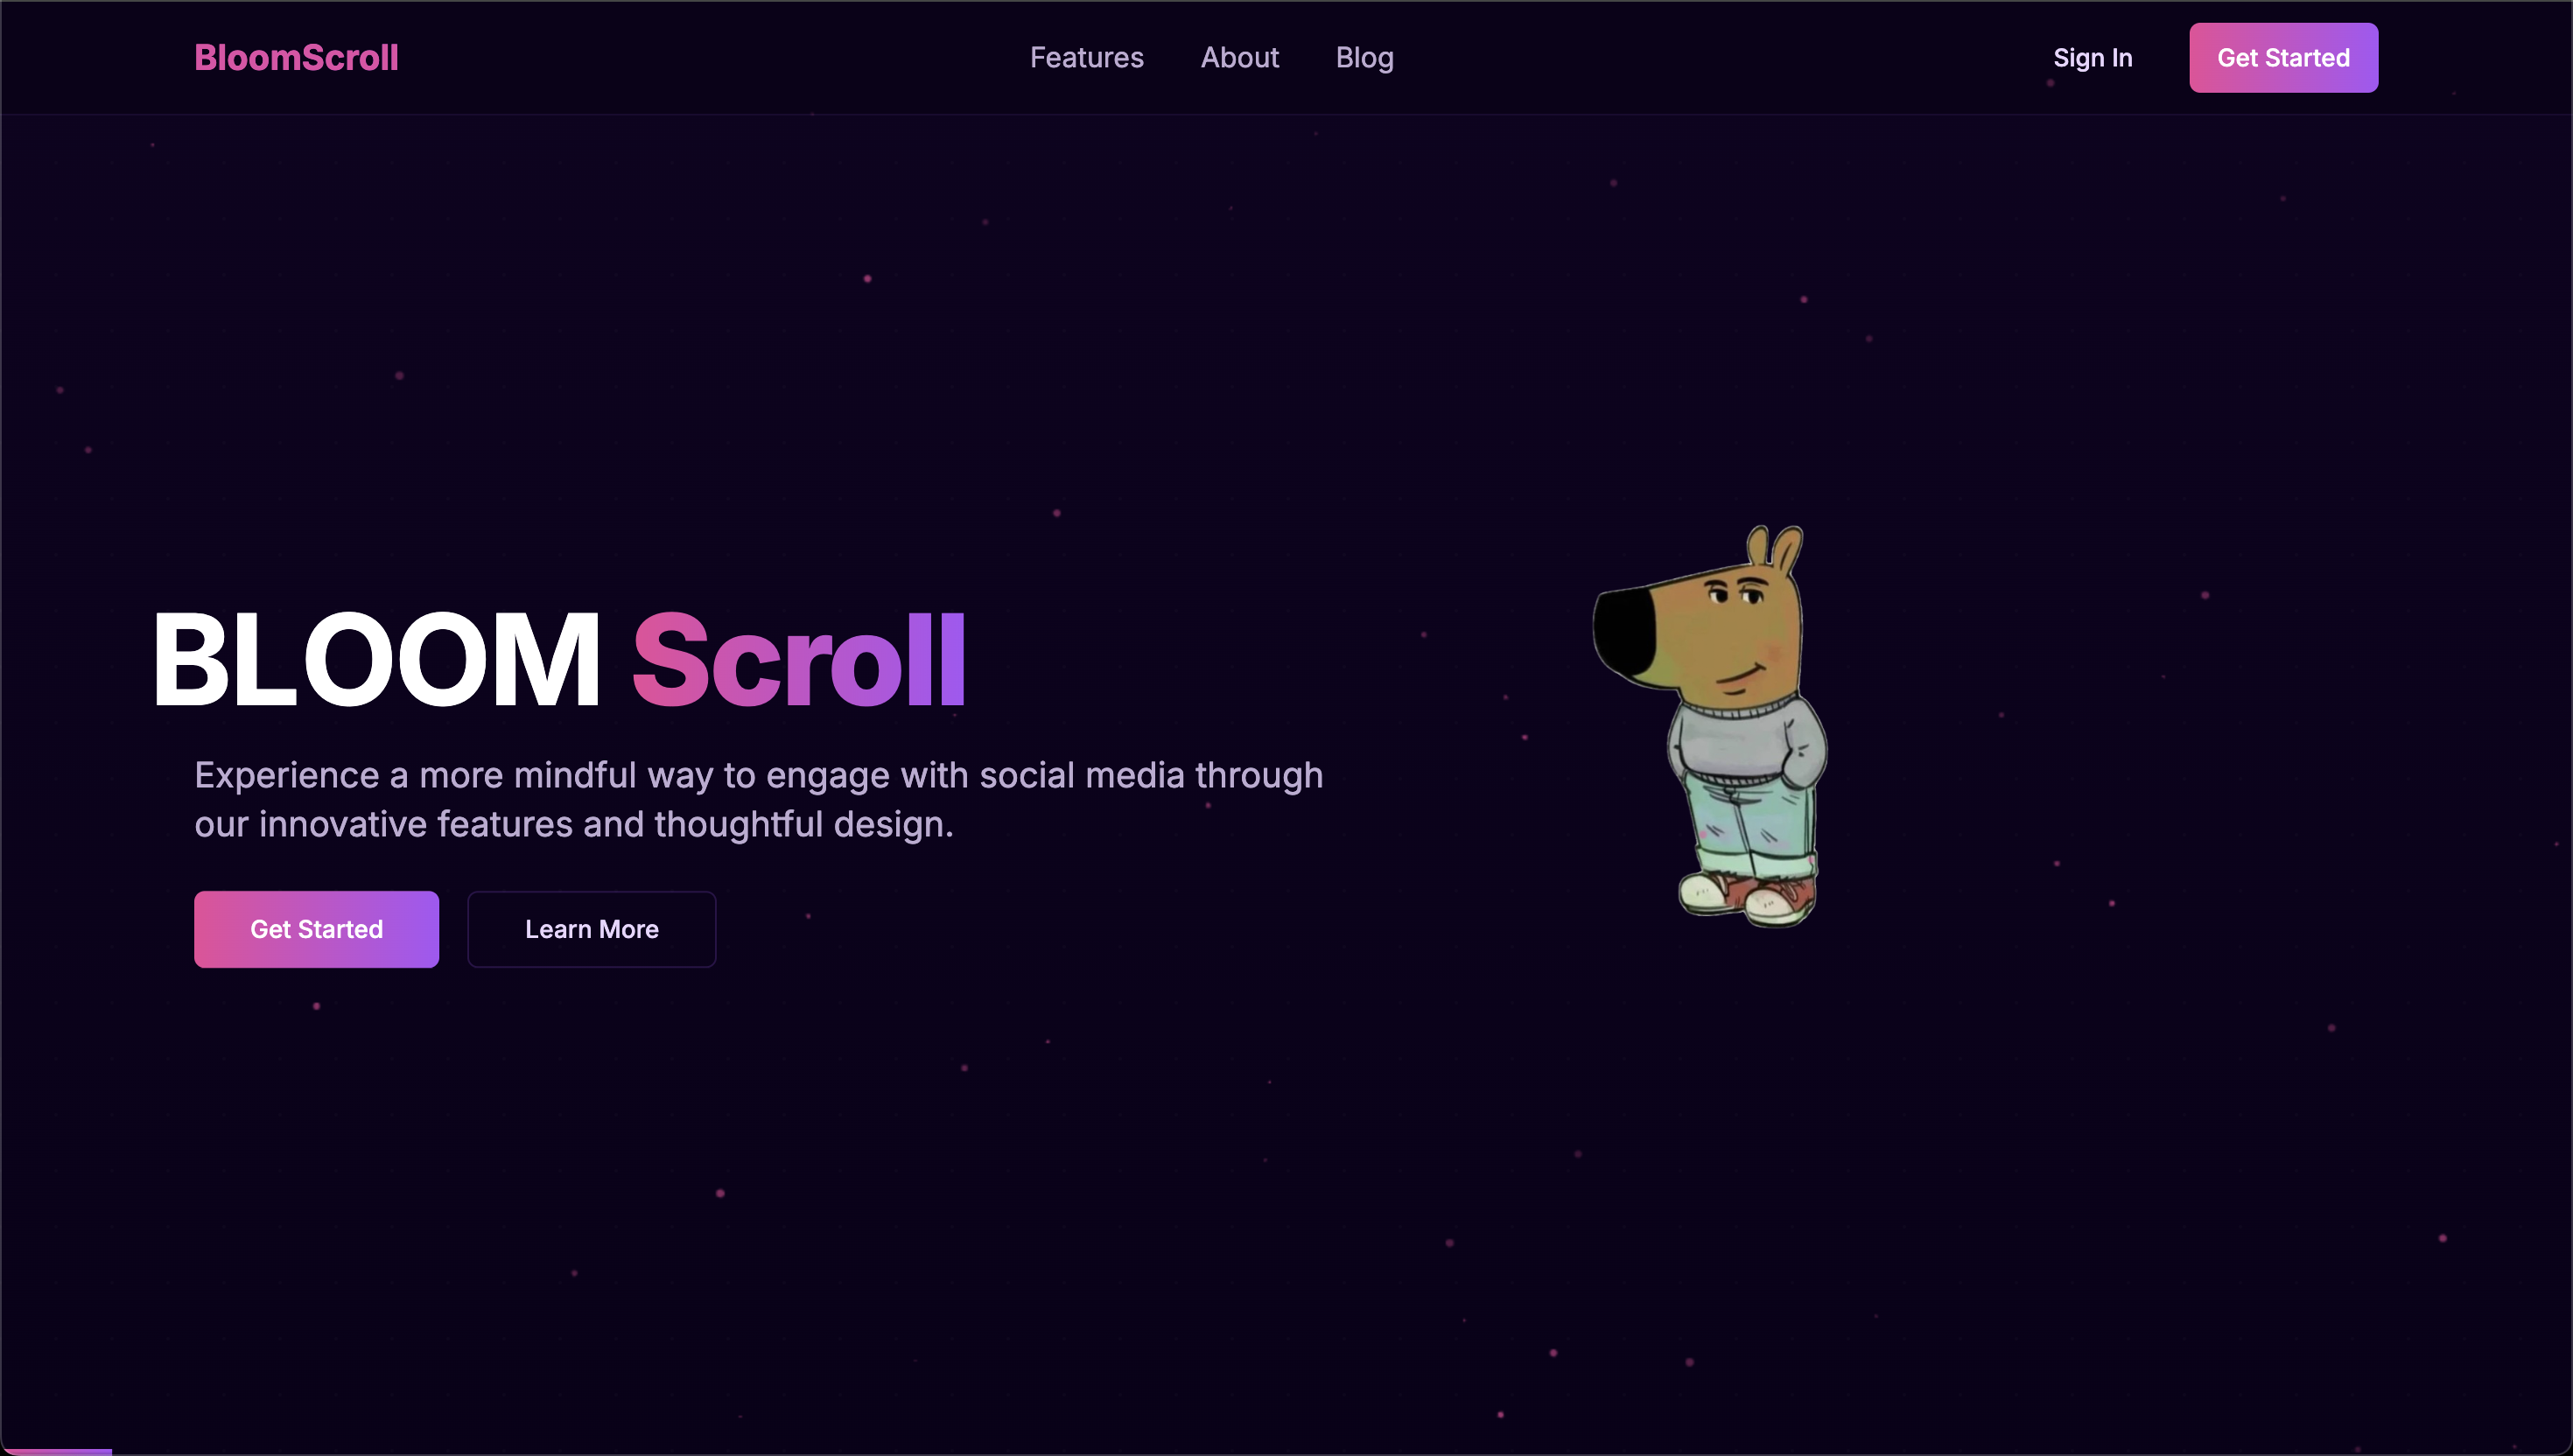 BloomScroll
Features
About
Blog
Sign In
Get Started
BLOOM Scroll
Experience a more mindful way to engage with social media through
our innovative features and thoughtful design.
Get Started
Learn More